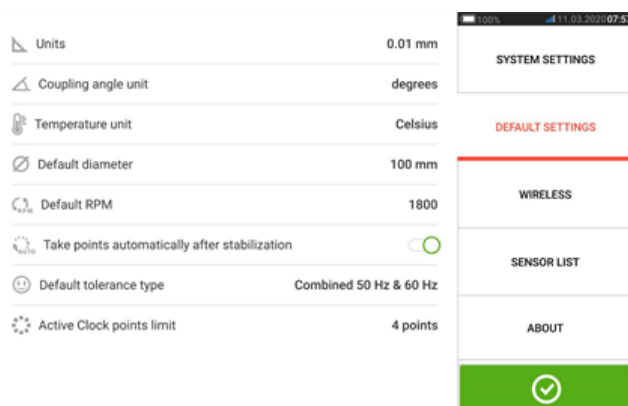 100% 11.03.2020 07:57
Units 0.01 mm
Coupling angle unit degrees
Temperature unit Celsius
Default diameter 100 mm
Default RPM 1800
Take points automatically after stabilization
Default tolerance type Combined 50 Hz & 60 Hz
Active Clock points limit 4 points
SYSTEM SETTINGS
DEFAULT SETTINGS
WIRELESS
SENSOR LIST
ABOUT